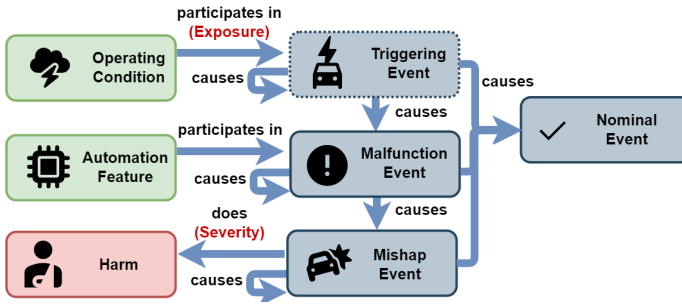 participates in
(Exposure)
Operating
Condition
causes
Triggering
Event
causes
causes
participates in
Automation
Feature
causes
Malfunction
Event
Nominal
Event
causes
does
(Severity)
Harm
causes
Mishap
Event